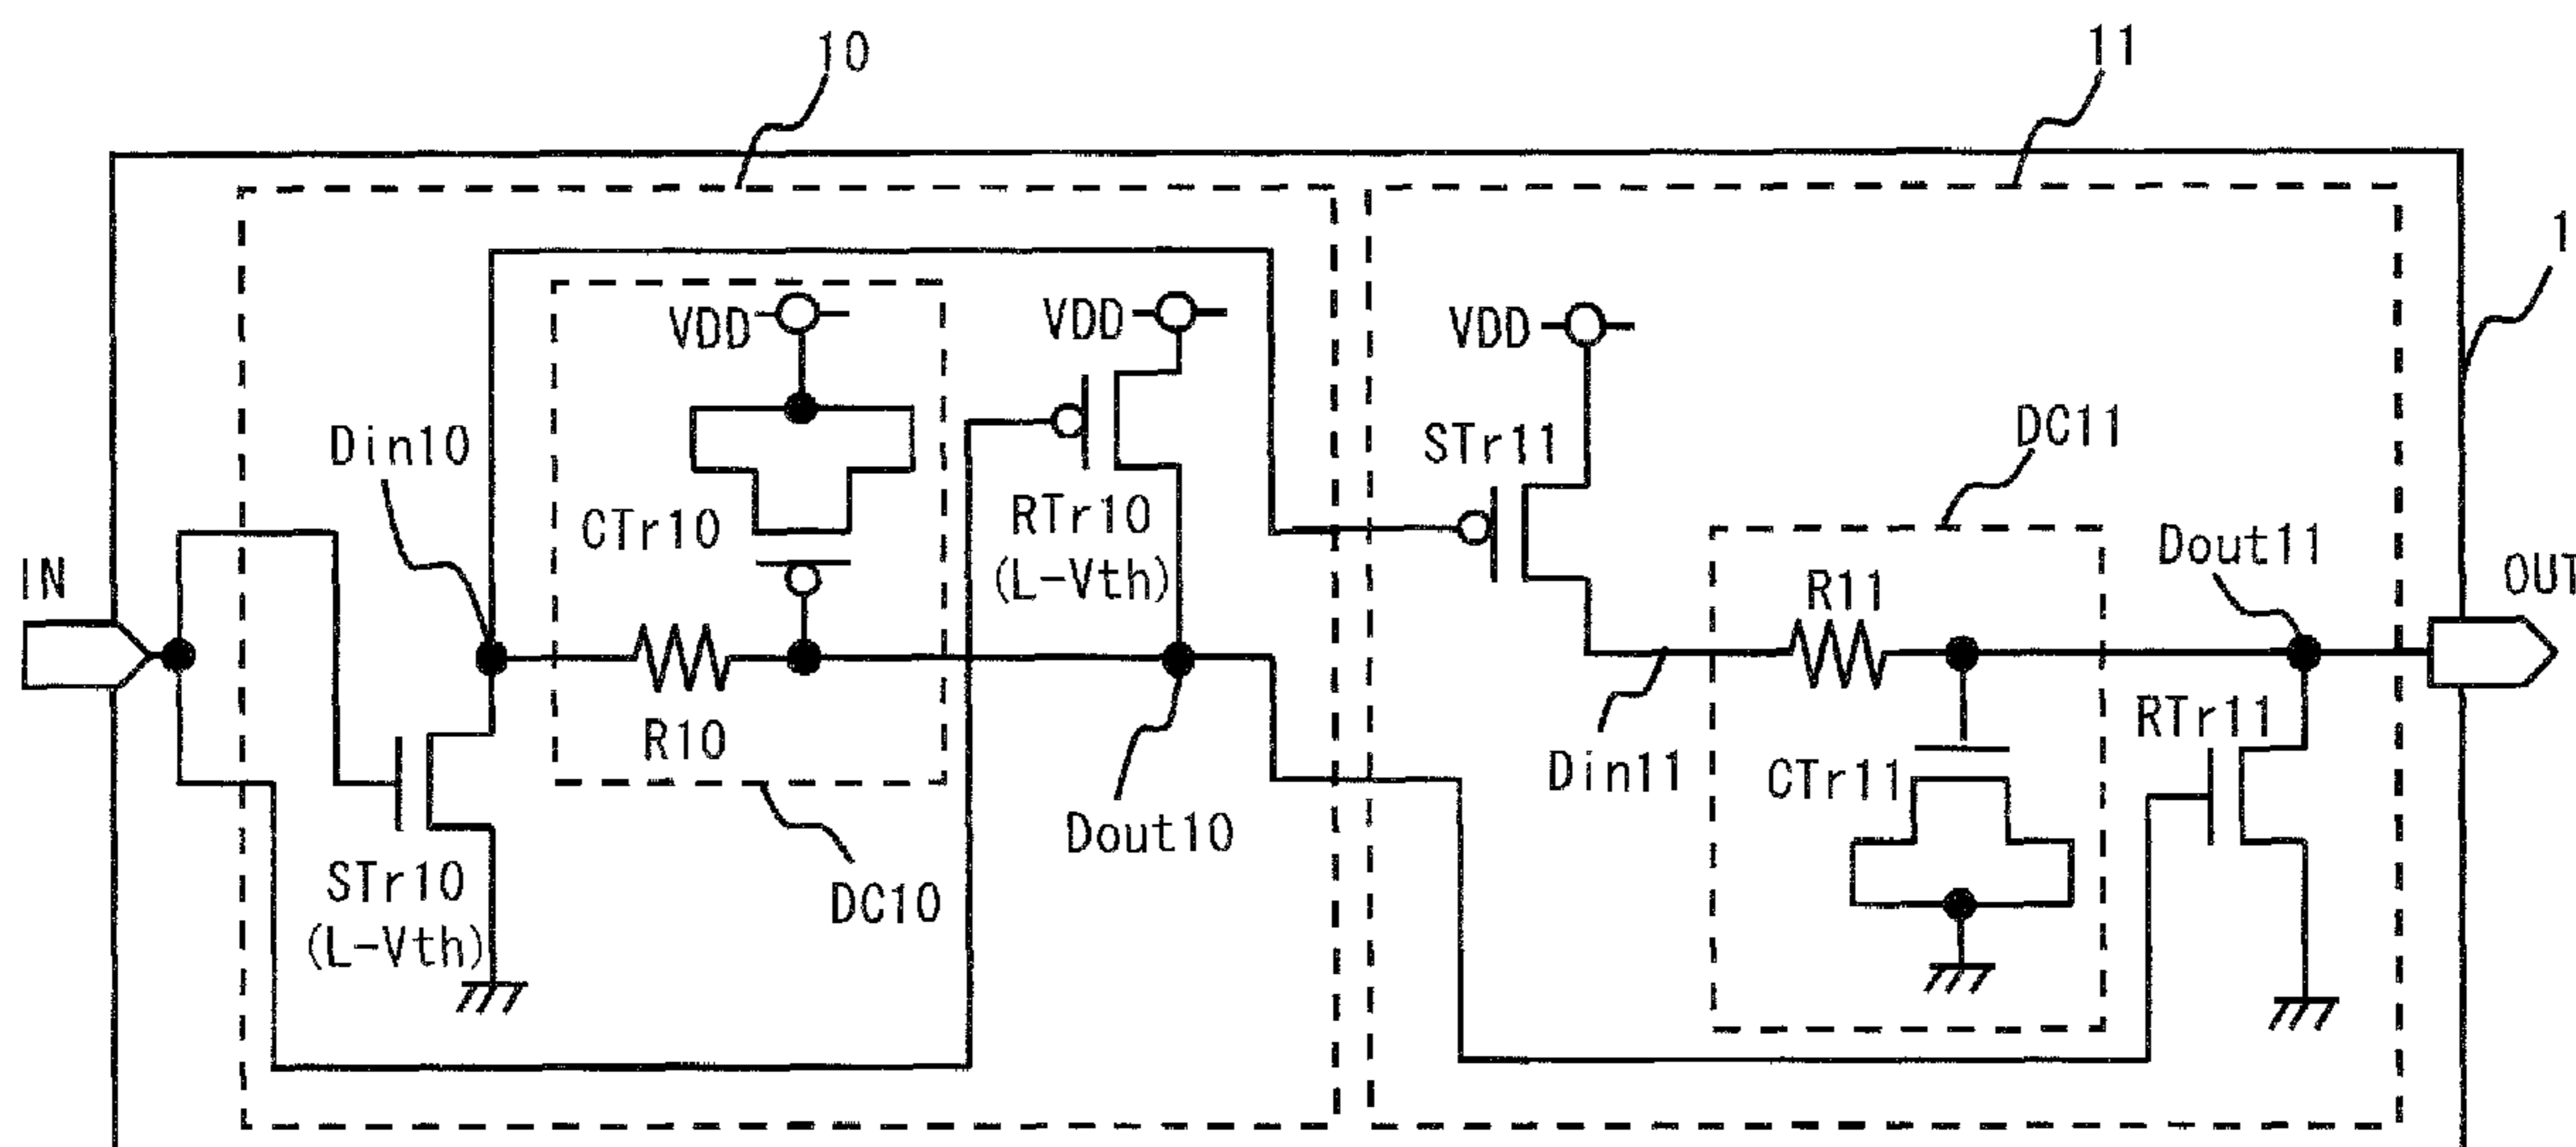 10
11
1
VDD
VDD
VDD
Din10
STr11
DC11
CTr10
RTr10
(L-Vth)
Dout11
IN
R11
OUT
R10
Din11
CTr11
RTr11
Dout10
STr10
(L-Vth)
DC10